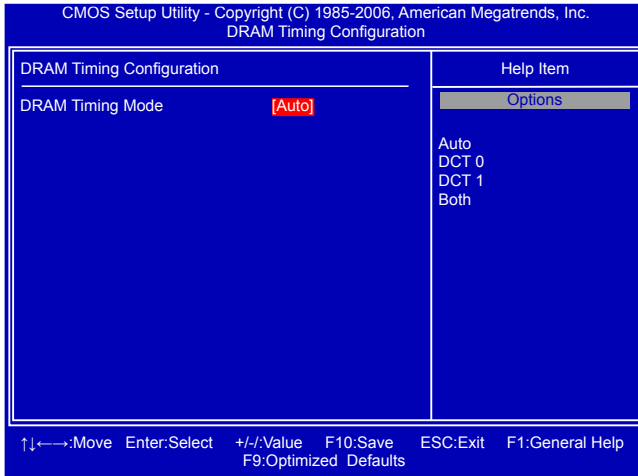 CMOS Setup Utility - Copyright (C) 1985-2006, American Megatrends, Inc.
DRAM Timing Configuration
DRAM Timing Configuration
Help Item
DRAM Timing Mode [Auto]
Options
Auto
DCT 0
DCT 1
Both
↑↓←→:Move Enter:Select +/-/:Value F10:Save ESC:Exit F1:General Help
F9:Optimized Defaults